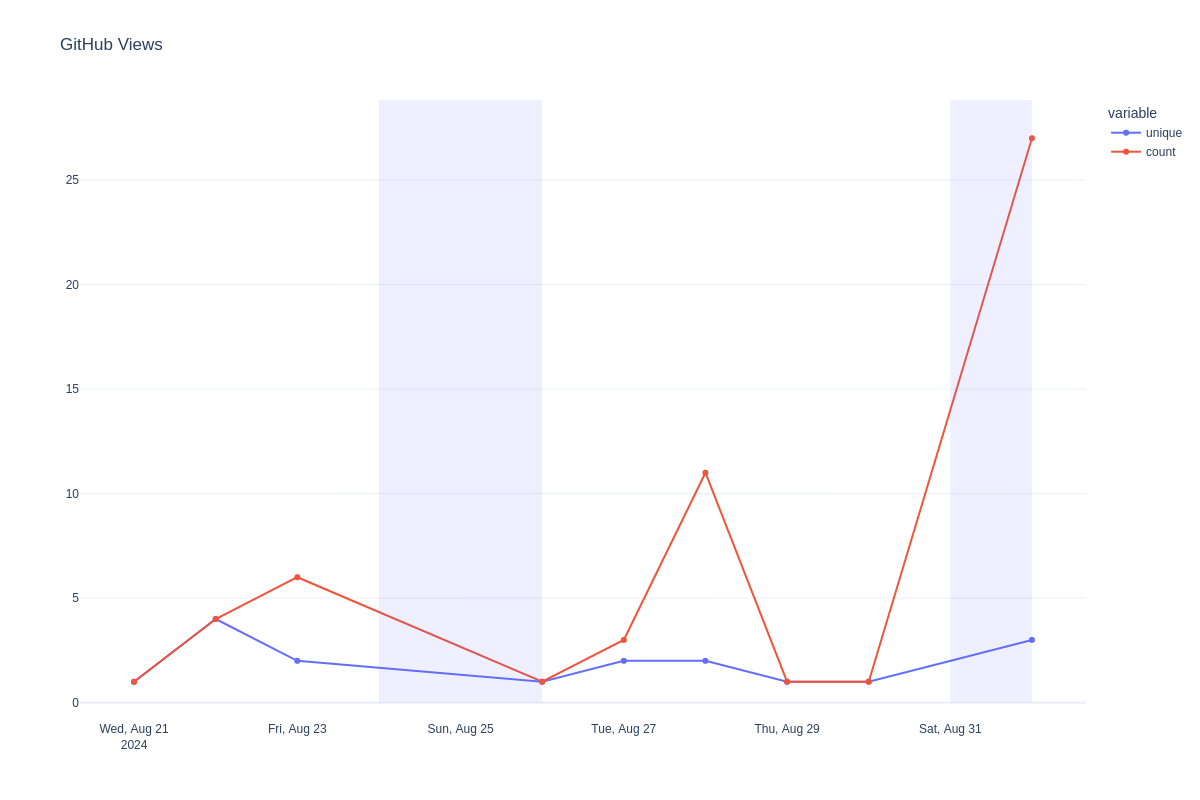 GitHub Views
variable
unique
count
25
20
15
10
5
0
Wed, Aug 21
2024
Fri, Aug 23
Sun, Aug 25
Tue, Aug 27
Thu, Aug 29
Sat, Aug 31